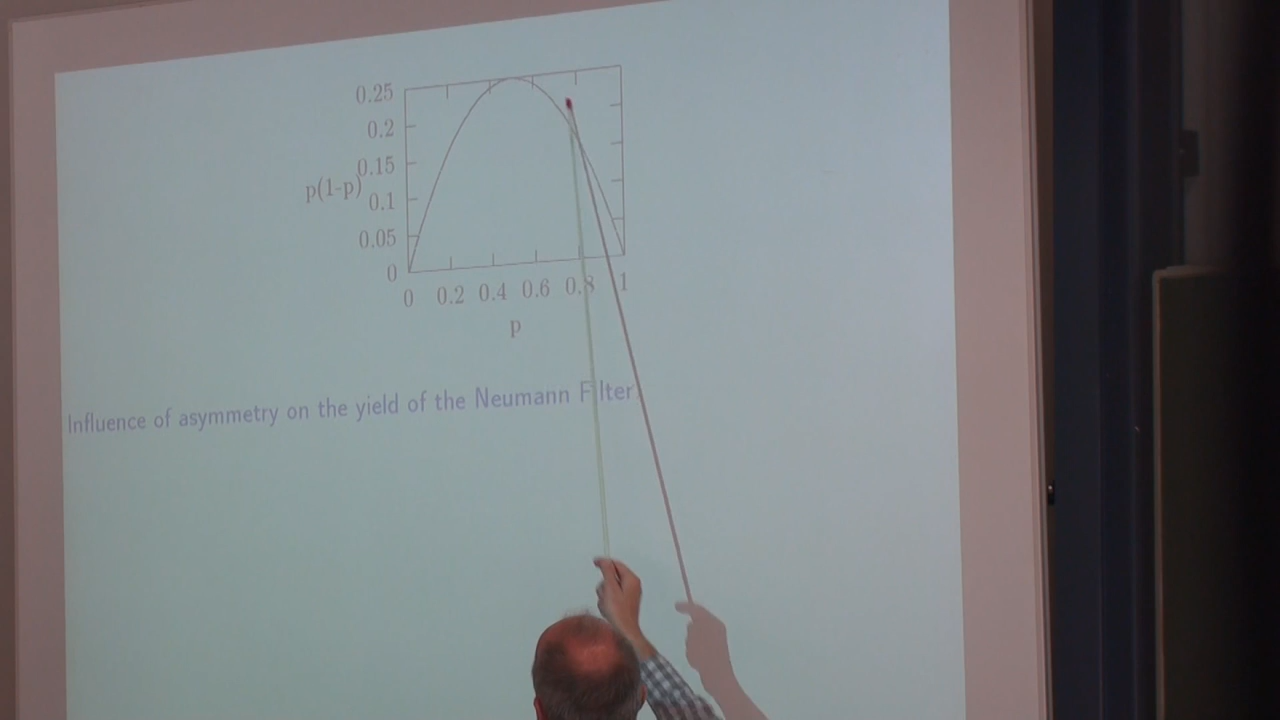 0.25
0.2
0.15
p(1-p)
0.1
0.05
0
0 0.2 0.4 0.6 0.8 1
p
Influence of asymmetry on the yield of the Neumann Filter